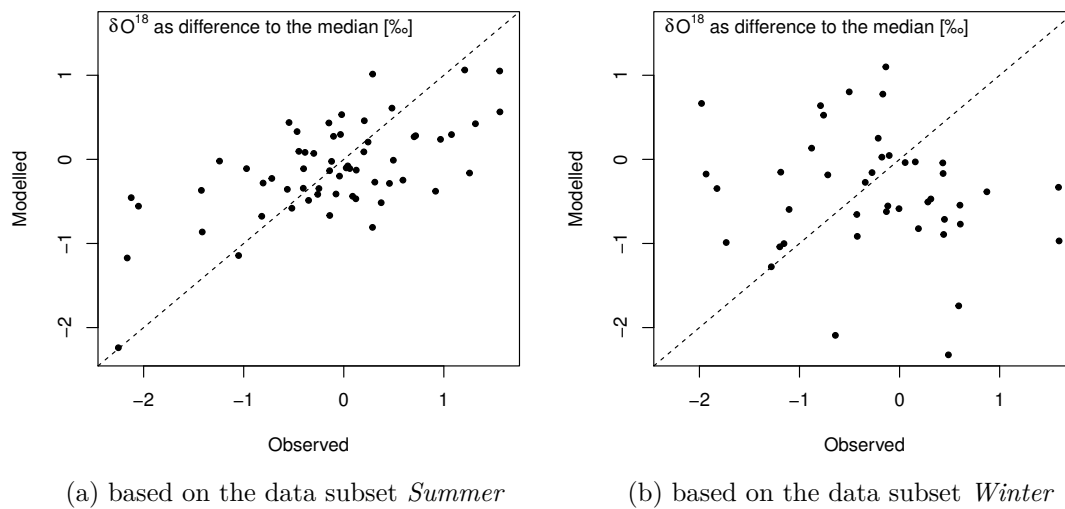 δO¹⁸ as difference to the median [‰]
Modelled
1
0
−1
−2
−2
−1
0
1
Observed
(a) based on the data subset Summer
δO¹⁸ as difference to the median [‰]
Modelled
1
0
−1
−2
−2
−1
0
1
Observed
(b) based on the data subset Winter